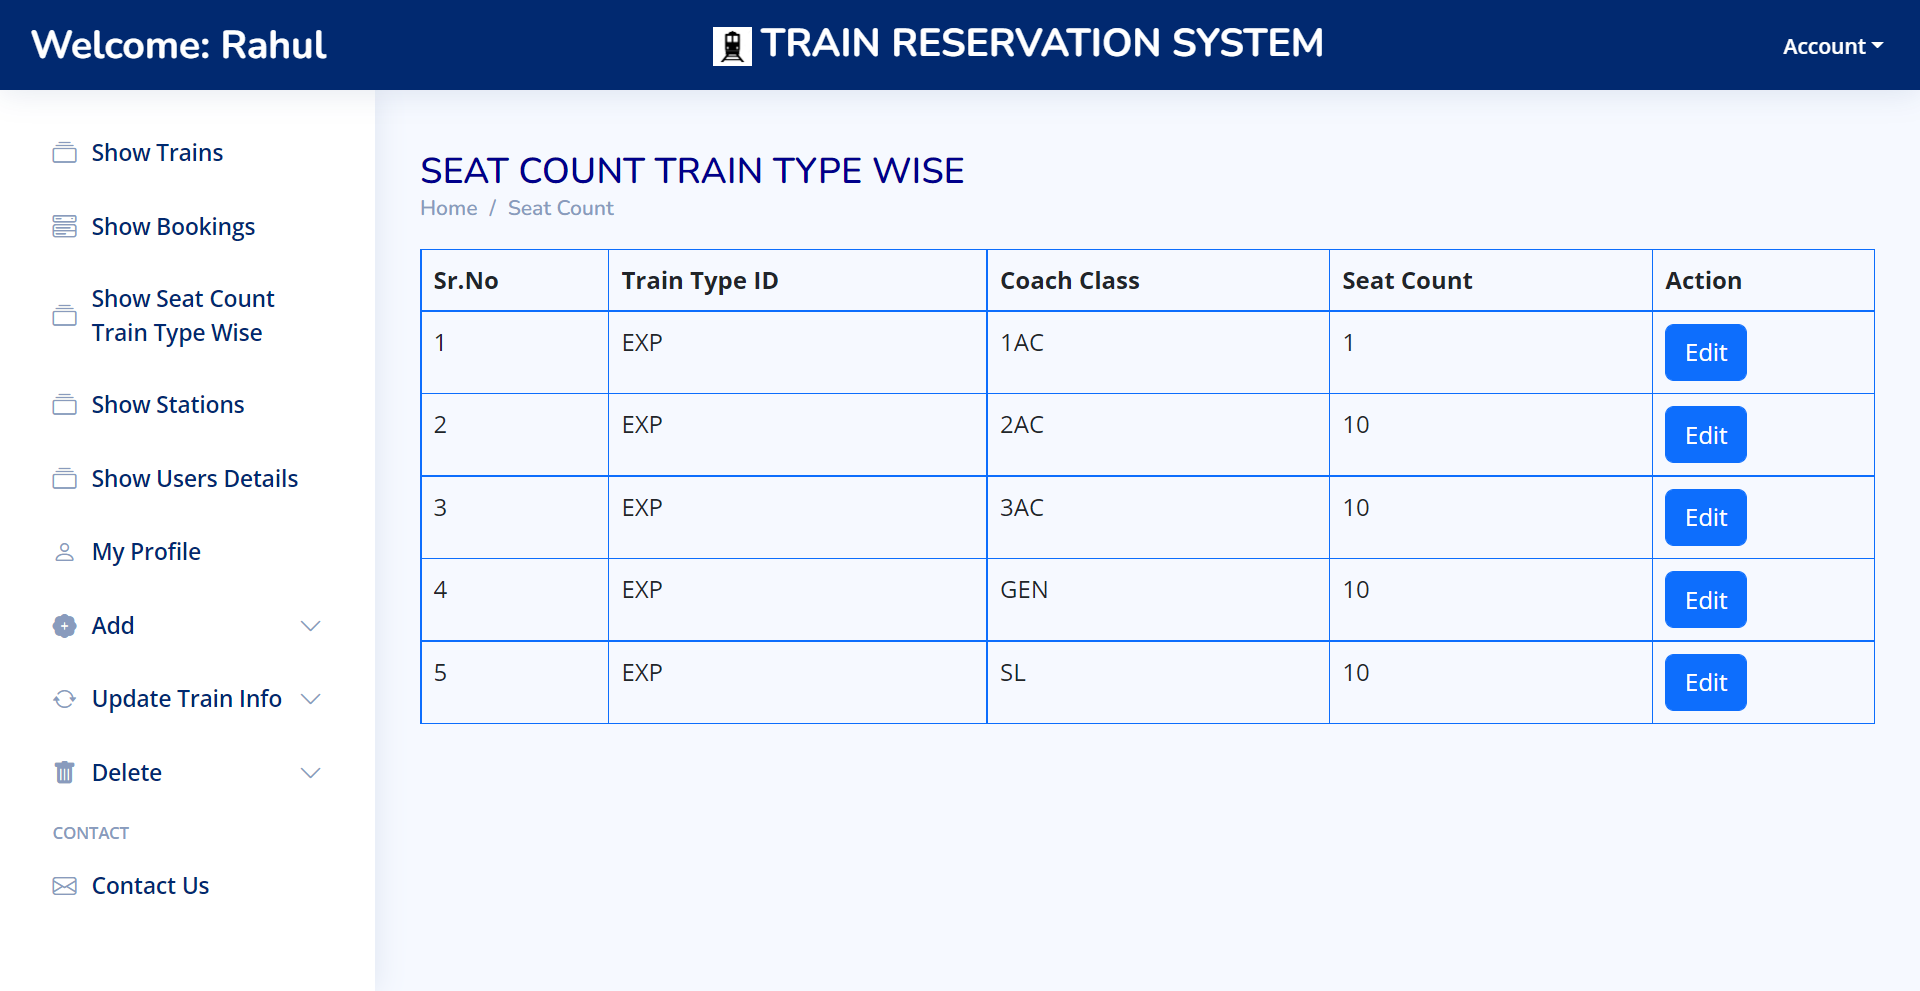 Welcome: Rahul
TRAIN RESERVATION SYSTEM
Account
Show Trains
Show Bookings
Show Seat Count
Train Type Wise
Show Stations
Show Users Details
My Profile
Add
Update Train Info
Delete
CONTACT
Contact Us
SEAT COUNT TRAIN TYPE WISE
Home / Seat Count
Sr.No Train Type ID Coach Class Seat Count Action
1 EXP 1AC 1 Edit
2 EXP 2AC 10 Edit
3 EXP 3AC 10 Edit
4 EXP GEN 10 Edit
5 EXP SL 10 Edit